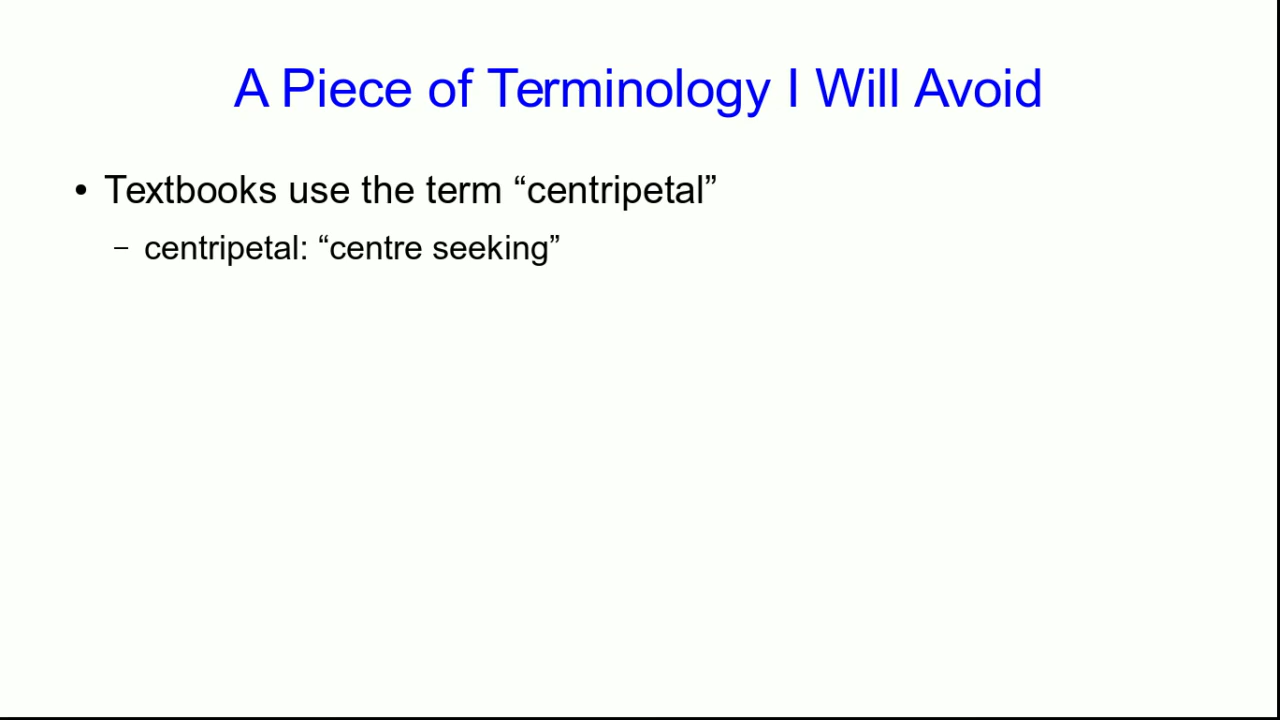 A Piece of Terminology I Will Avoid
• Textbooks use the term “centripetal”
– centripetal: “centre seeking”